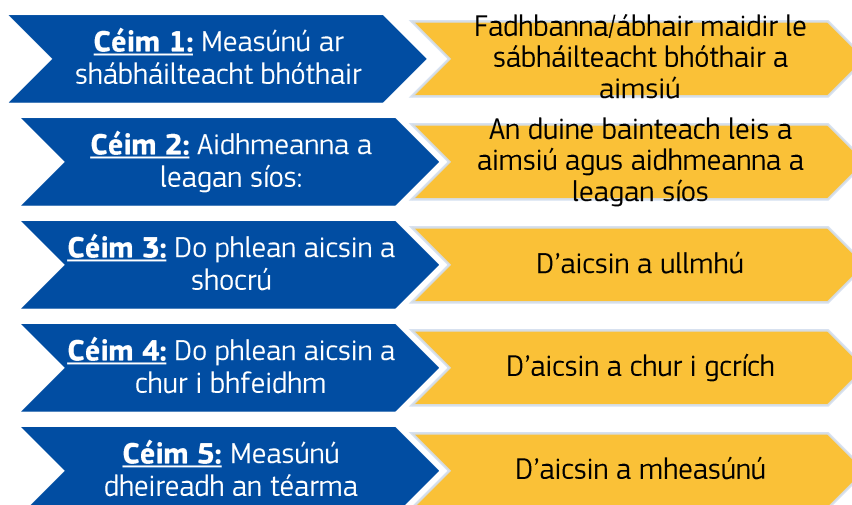 Céim 1: Measúnú ar
shábháilteacht bhóthair
Fadhbanna/ábhair maidir le
sábháilteacht bhóthair a
aimsiú
Céim 2: Aidhmeanna a
leagan síos:
An duine bainteach leis a
aimsiú agus aidhmeanna a
leagan síos
Céim 3: Do phlean aicsin a
shocrú
D'aicsin a ullmhú
Céim 4: Do phlean aicsin a
chur i bhfeidhm
D'aicsin a chur i gcrích
Céim 5: Measúnú
dheireadh an téarma
D'aicsin a mheasúnú